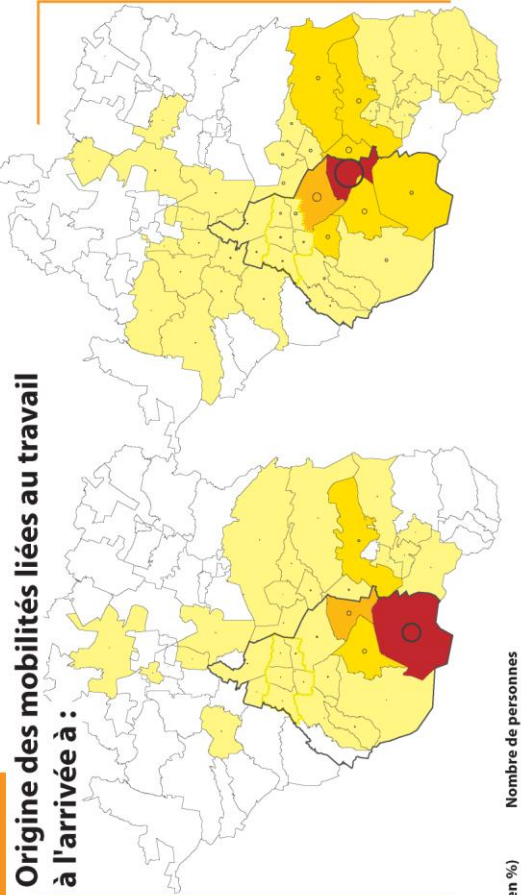 Origine des mobilités liées au travail
à l'arrivée à :
en %)
Nombre de personnes